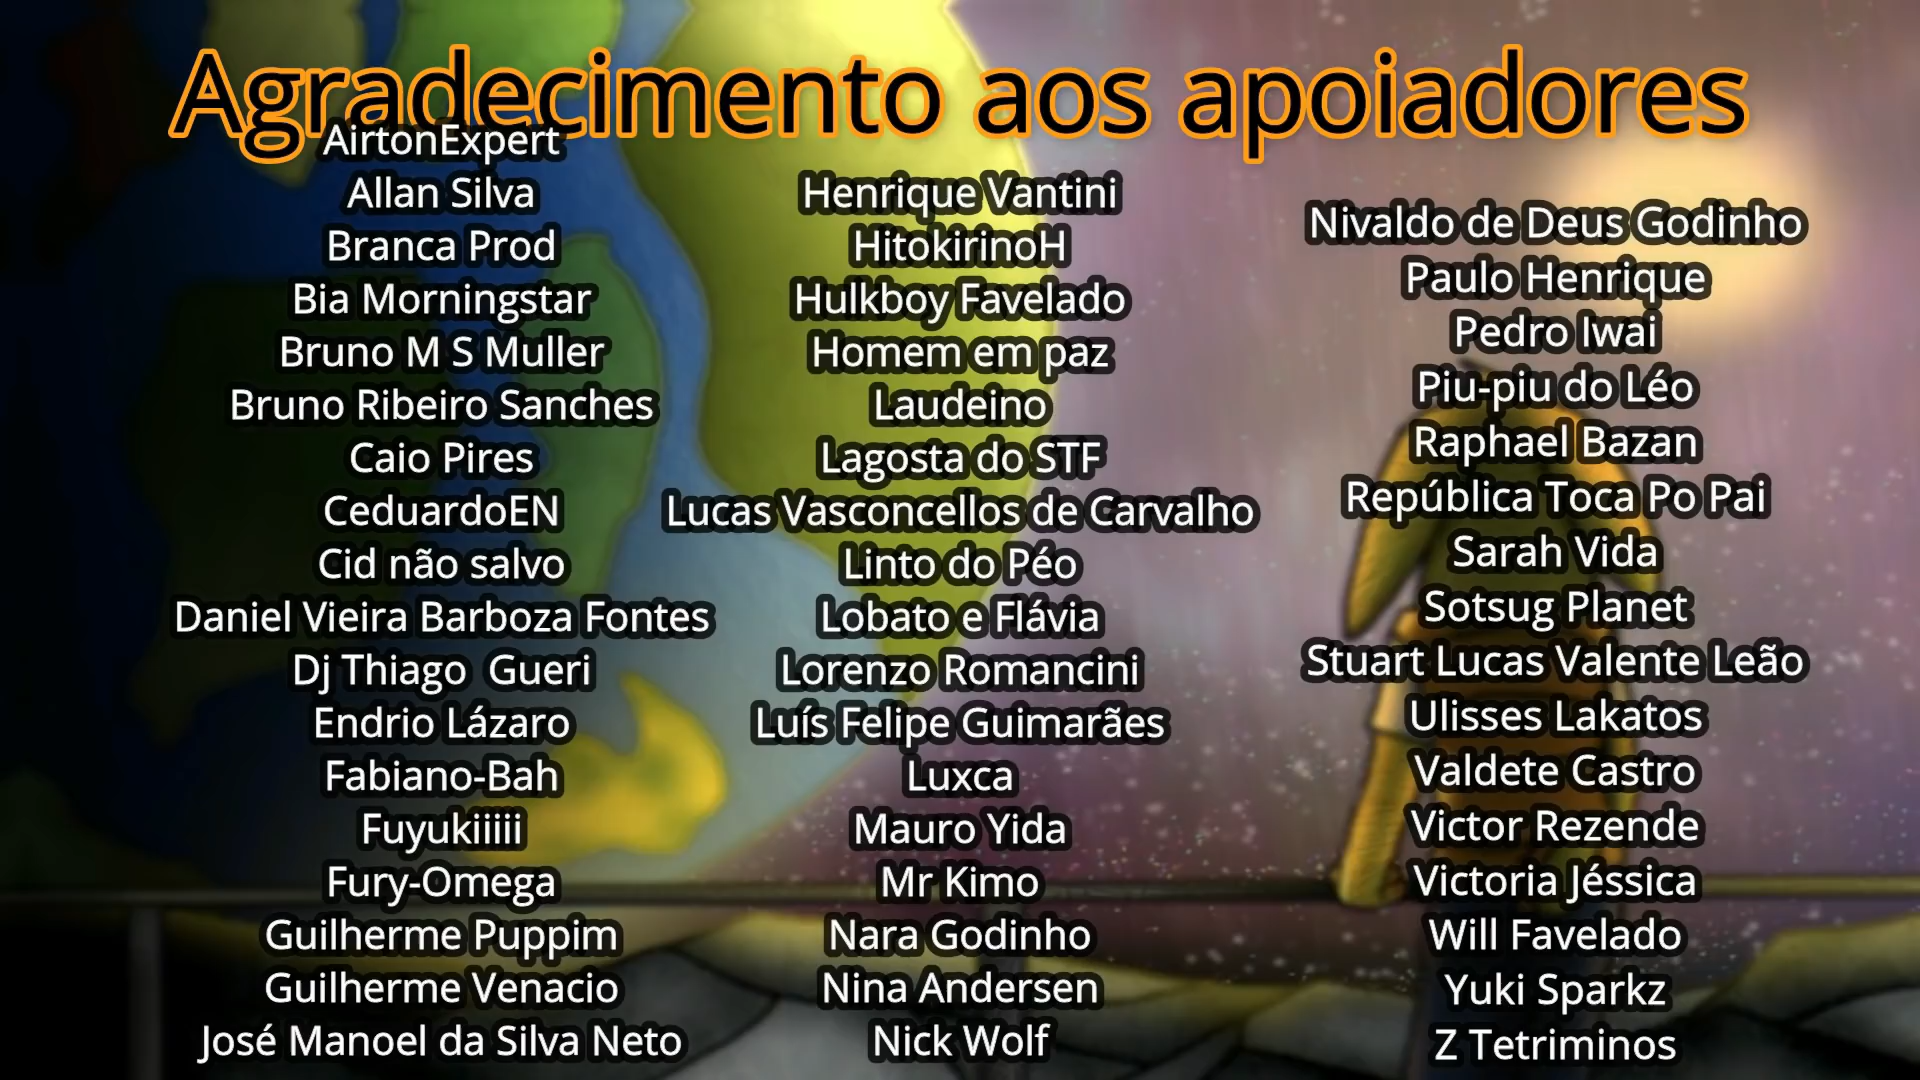 Agradecimento aos apoiadores
AirtonExpert
Allan Silva
Branca Prod
Bia Morningstar
Bruno M S Muller
Bruno Ribeiro Sanches
Caio Pires
CeduardoEN
Cid não salvo
Daniel Vieira Barboza Fontes
Dj Thiago  Gueri
Endrio Lázaro
Fabiano-Bah
Fuyukiiiii
Fury-Omega
Guilherme Puppim
Guilherme Venacio
José Manoel da Silva Neto
Henrique Vantini
HitokirinoH
Hulkboy Favelado
Homem em paz
Laudeino
Lagosta do STF
Lucas Vasconcellos de Carvalho
Linto do Péo
Lobato e Flávia
Lorenzo Romancini
Luís Felipe Guimarães
Luxca
Mauro Yida
Mr Kimo
Nara Godinho
Nina Andersen
Nick Wolf
Nivaldo de Deus Godinho
Paulo Henrique
Pedro Iwai
Piu-piu do Léo
Raphael Bazan
República Toca Po Pai
Sarah Vida
Sotsug Planet
Stuart Lucas Valente Leão
Ulisses Lakatos
Valdete Castro
Victor Rezende
Victoria Jéssica
Will Favelado
Yuki Sparkz
Z Tetriminos